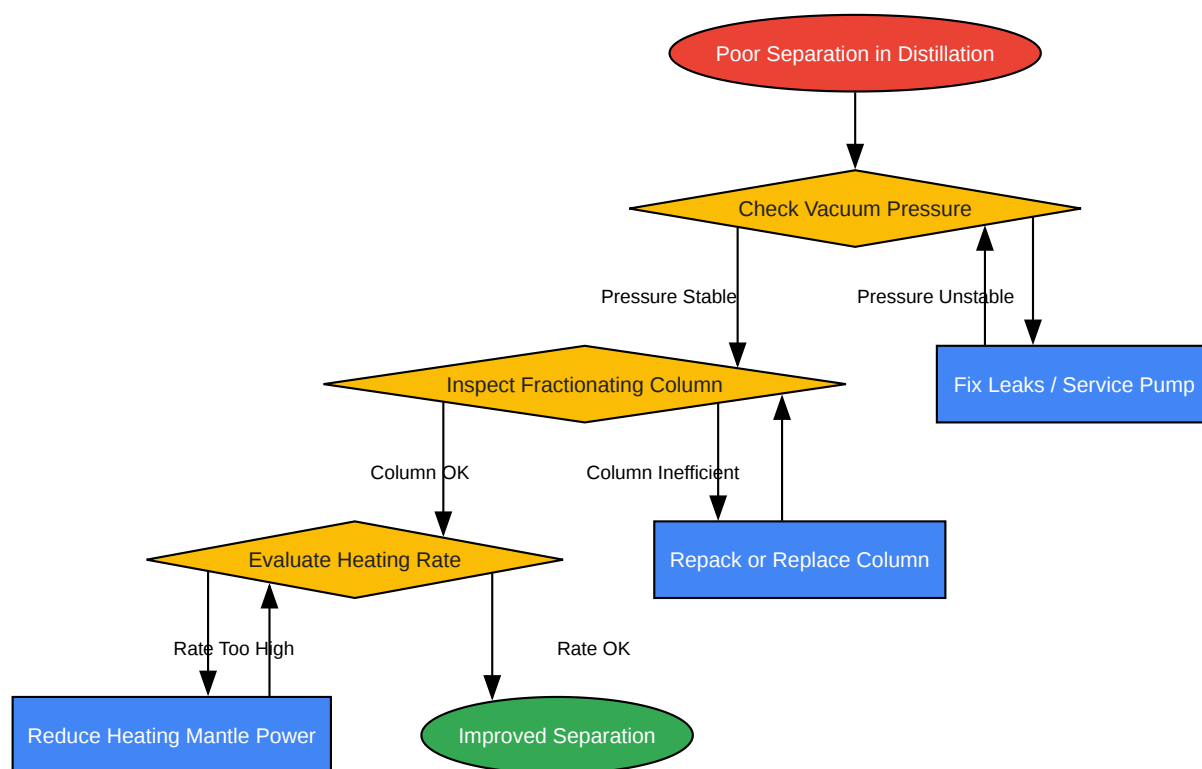 Poor Separation in Distillation
Check Vacuum Pressure
Pressure Stable
Pressure Unstable
Inspect Fractionating Column
Fix Leaks / Service Pump
Column OK
Column Inefficient
Evaluate Heating Rate
Repack or Replace Column
Rate Too High
Rate OK
Reduce Heating Mantle Power
Improved Separation